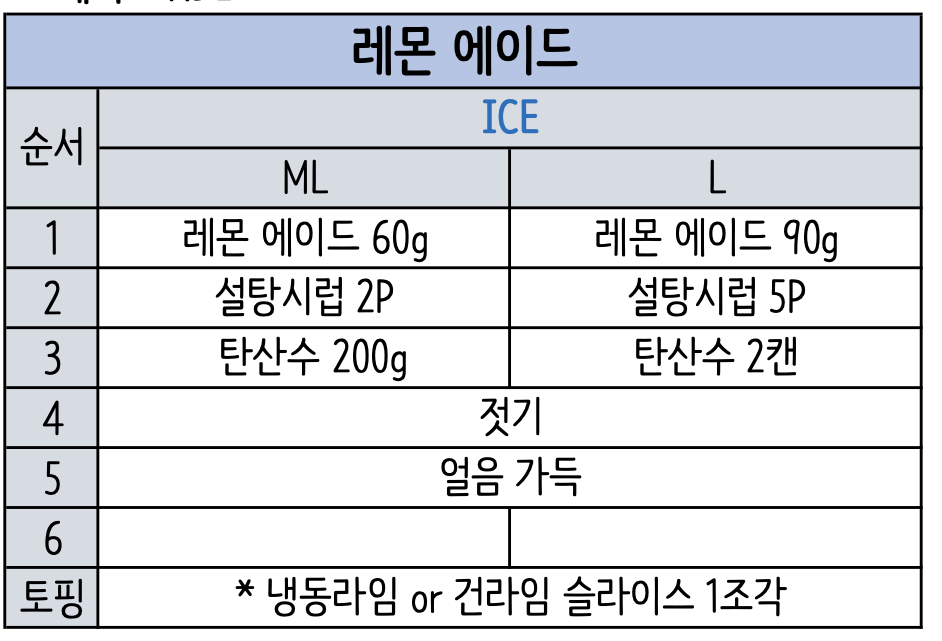 레몬 에이드
순서 ICE
ML L
1 레몬 에이드 60g 레몬 에이드 90g
2 설탕시럽 2P 설탕시럽 5P
3 탄산수 200g 탄산수 2캔
4 젓기
5 얼음 가득
6
토핑 * 냉동라임 or 건라임 슬라이스 1조각